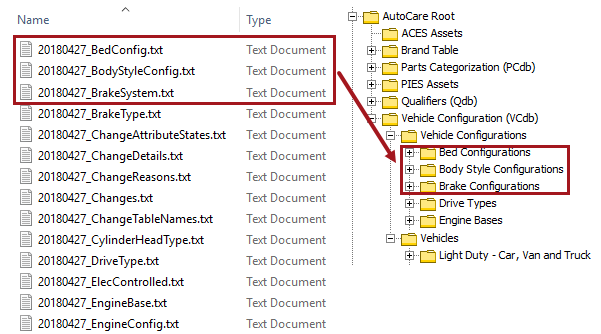 Name Type
20180427_BedConfig.txt Text Document
20180427_BodyStyleConfig.txt Text Document
20180427_BrakeSystem.txt Text Document
20180427_BrakeType.txt Text Document
20180427_ChangeAttributeStates.txt Text Document
20180427_ChangeDetails.txt Text Document
20180427_ChangeReasons.txt Text Document
20180427_Changes.txt Text Document
20180427_ChangeTableNames.txt Text Document
20180427_CylinderHeadType.txt Text Document
20180427_DriveType.txt Text Document
20180427_ElecControlled.txt Text Document
20180427_EngineBase.txt Text Document
20180427_EngineConfig.txt Text Document
AutoCare Root
ACES Assets
Brand Table
Parts Categorization (PCdb)
PIES Assets
Qualifiers (Qdb)
Vehicle Configuration (VCdb)
Vehicle Configurations
Bed Configurations
Body Style Configurations
Brake Configurations
Drive Types
Engine Bases
Vehicles
Light Duty - Car, Van and Truck